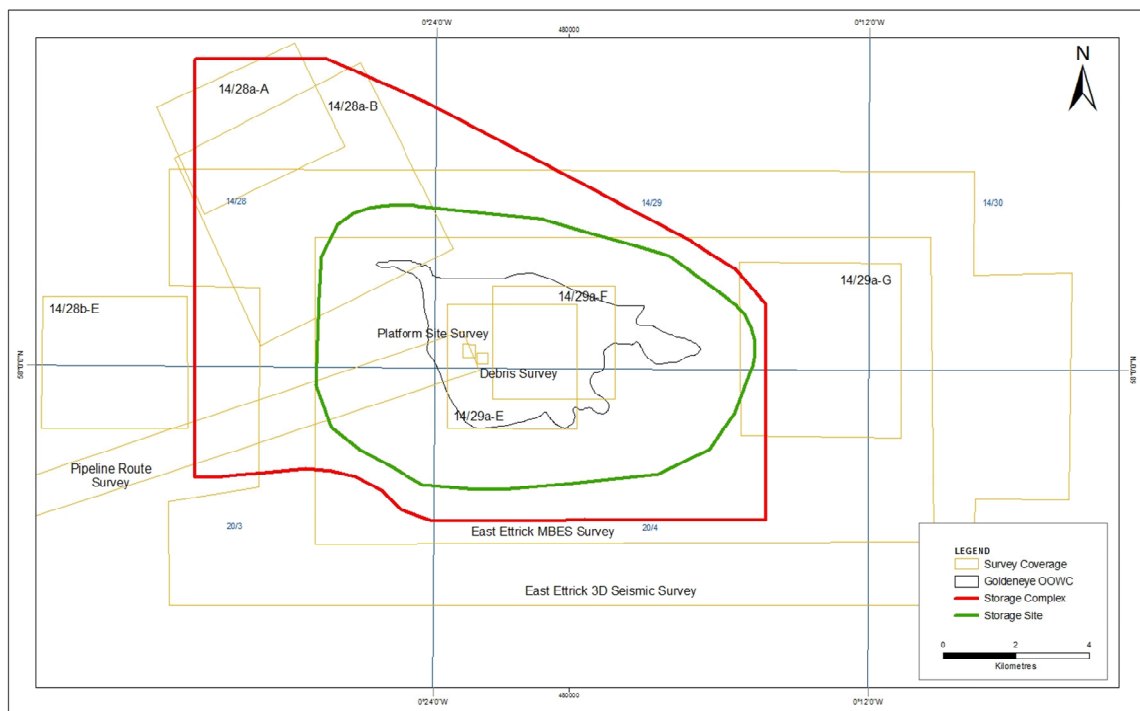 0°24'0"W
480000
0°12'0"W
N
14/28a-A
14/28a-B
14/28
14/29
14/30
14/29a-G
14/28b-E
14/29a-F
Platform Site Survey
58°0'0"N
58°0'0"N
Debris Survey
14/29a-E
Pipeline Route
Survey
20/3
East Ettrick MBES Survey
20/4
East Ettrick 3D Seismic Survey
LEGEND
Survey Coverage
Goldeneye OOWC
Storage Complex
Storage Site
0
2
4
Kilometres
0°24'0"W
480000
0°12'0"W